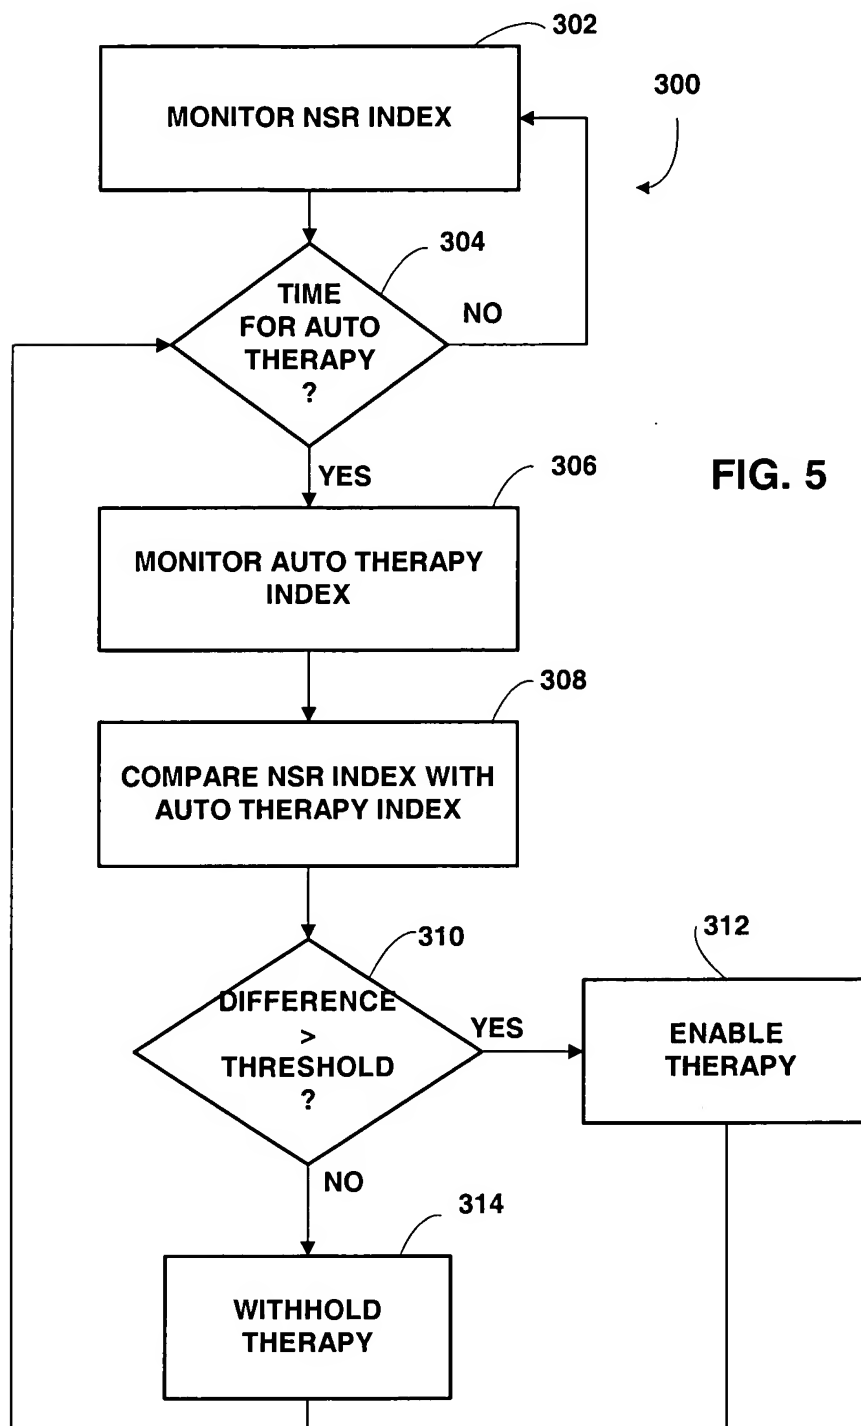 302
MONITOR NSR INDEX
300
304
TIME
FOR AUTO
THERAPY
?
NO
YES
306
FIG. 5
MONITOR AUTO THERAPY
INDEX
308
COMPARE NSR INDEX WITH
AUTO THERAPY INDEX
310
DIFFERENCE
>
THRESHOLD
?
YES
312
ENABLE
THERAPY
NO
314
WITHHOLD
THERAPY